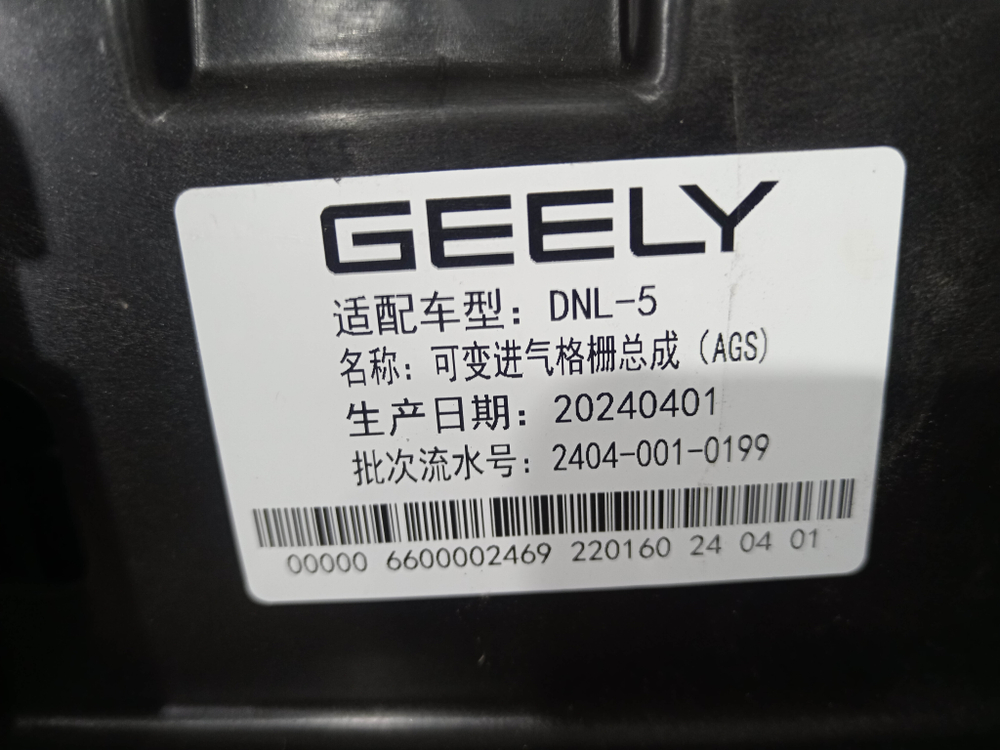 GEELY
适配车型：DNL-5
名称：可变进气格栅总成（AGS）
生产日期：20240401
批次流水号：2404-001-0199
00000 6600002469 220160 24 04 01